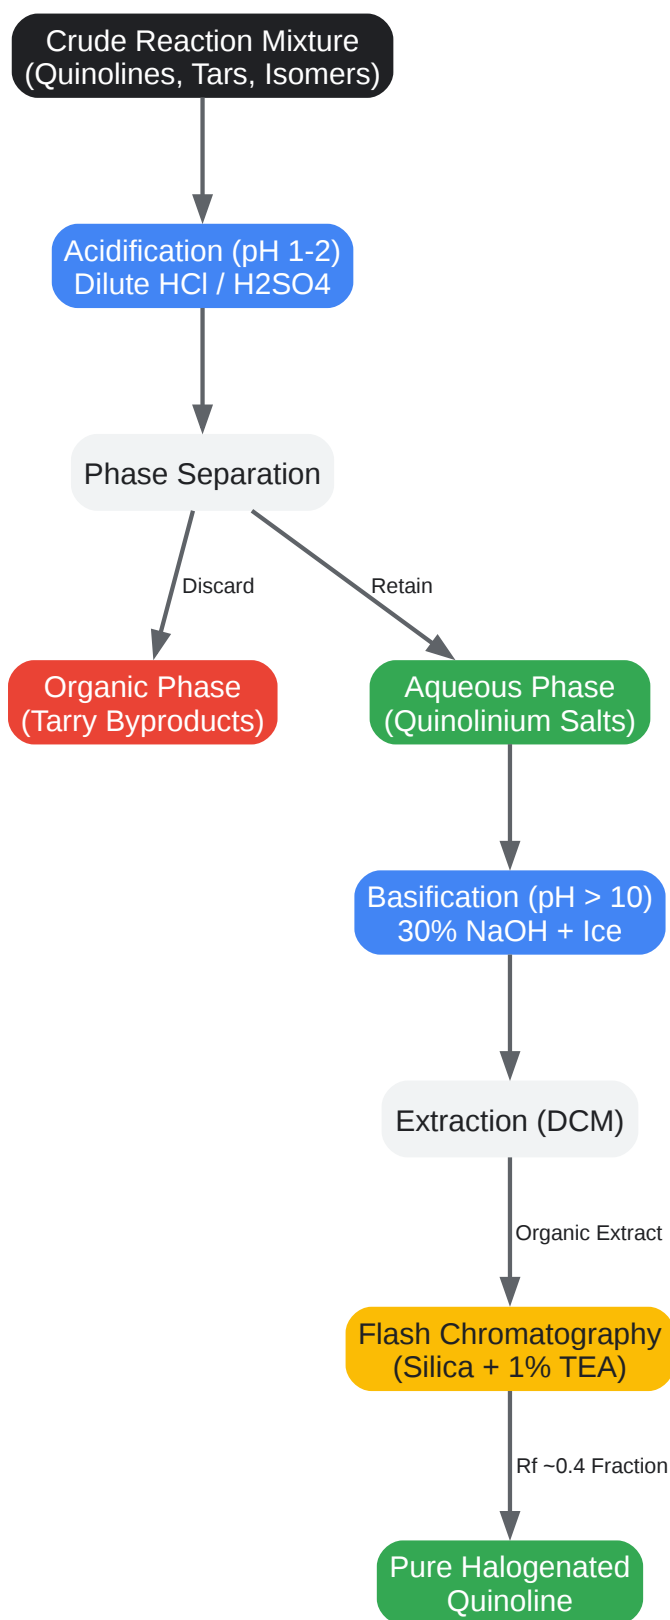 Crude Reaction Mixture
(Quinolines, Tars, Isomers)
Acidification (pH 1-2)
Dilute HCl / H2SO4
Phase Separation
Discard
Retain
Organic Phase
(Tarry Byproducts)
Aqueous Phase
(Quinolinium Salts)
Basification (pH > 10)
30% NaOH + Ice
Extraction (DCM)
Organic Extract
Flash Chromatography
(Silica + 1% TEA)
Rf ~0.4 Fraction
Pure Halogenated
Quinoline